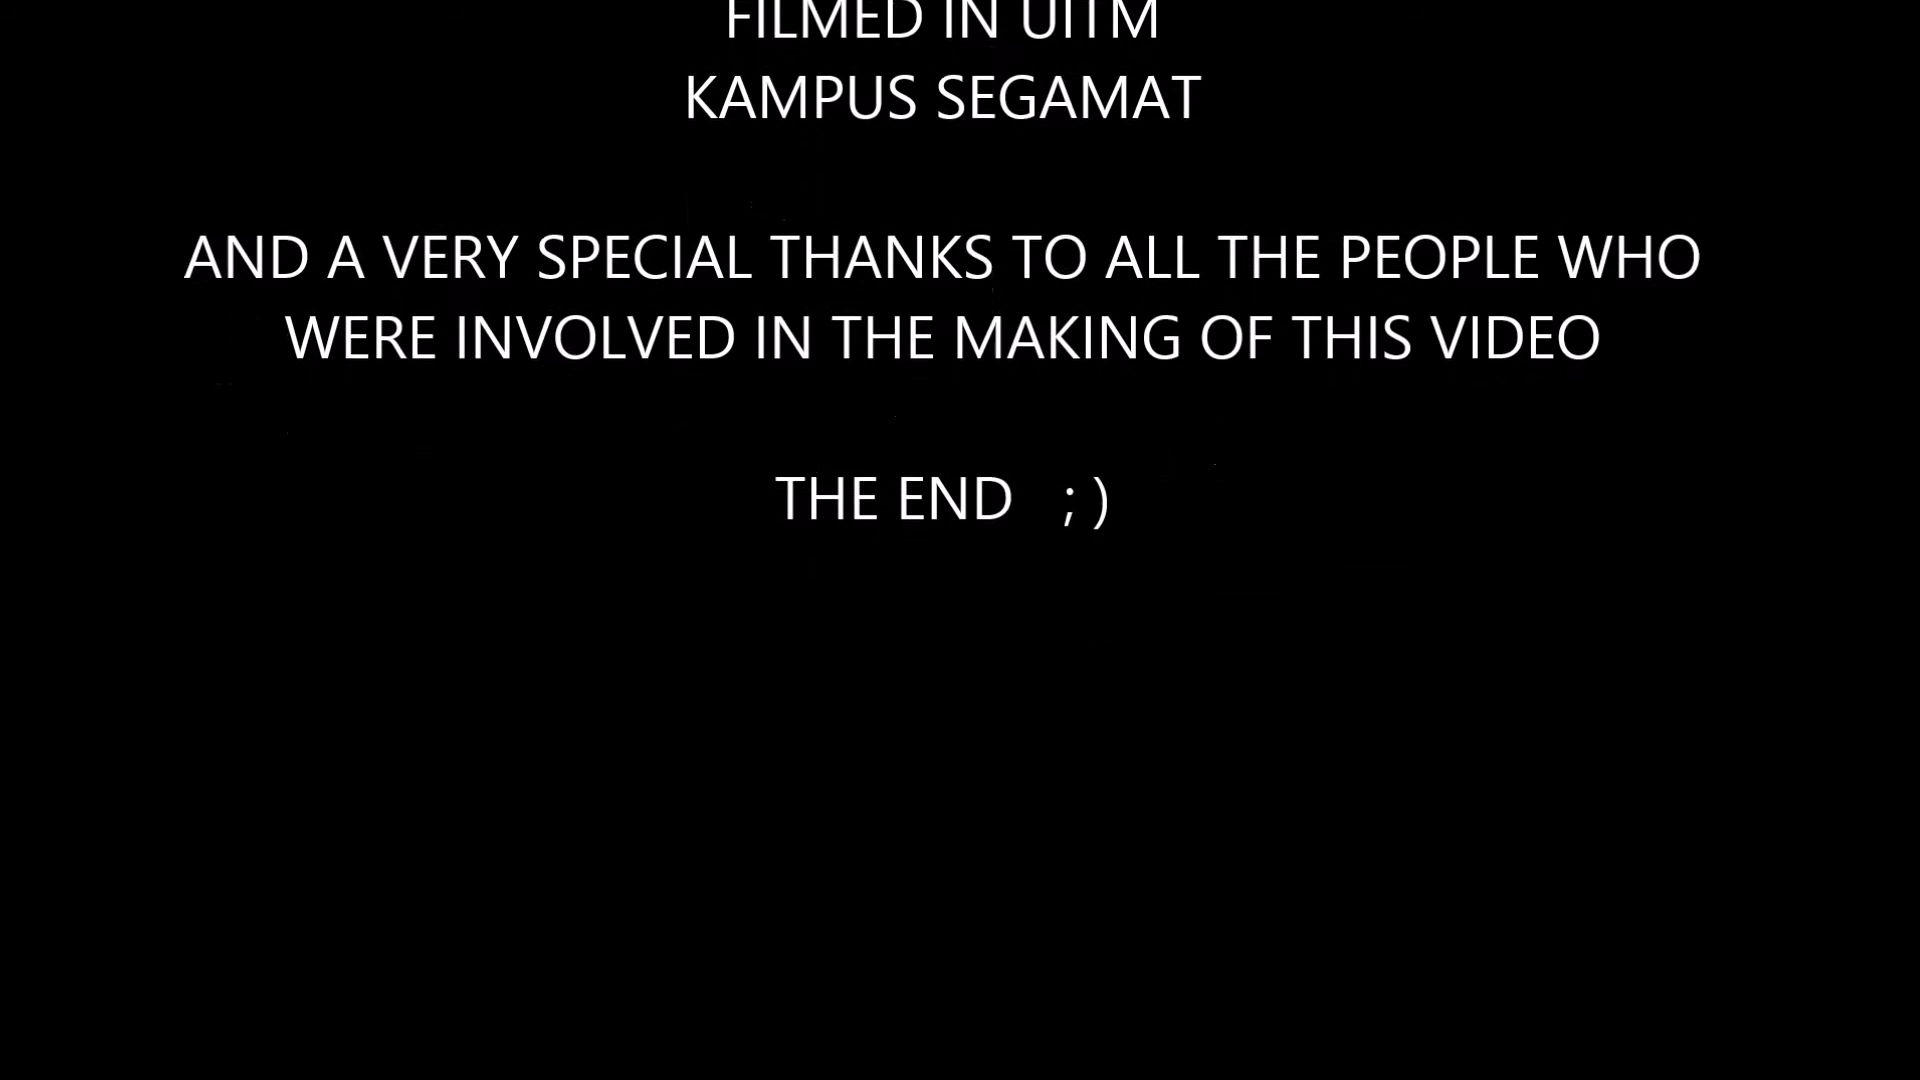 FILMED IN UITM
KAMPUS SEGAMAT
AND A VERY SPECIAL THANKS TO ALL THE PEOPLE WHO
WERE INVOLVED IN THE MAKING OF THIS VIDEO
THE END   ; )